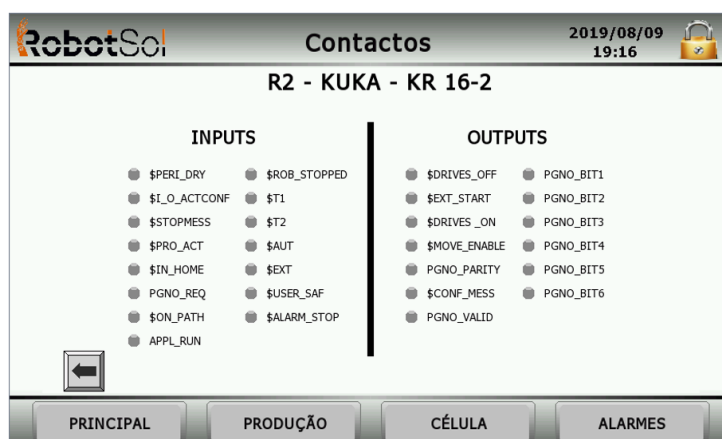 RobotSol
Contactos
2019/08/09
19:16
R2 - KUKA - KR 16-2
INPUTS
$PERI_DRY
$I_O_ACTCONF
$STOPMESS
$PRO_ACT
$IN_HOME
PGNO_REQ
$ON_PATH
APPL_RUN
$ROB_STOPPED
$T1
$T2
$AUT
$EXT
$USER_SAF
$ALARM_STOP
OUTPUTS
$DRIVES_OFF
$EXT_START
$DRIVES _ON
$MOVE_ENABLE
PGNO_PARITY
$CONF_MESS
PGNO_VALID
PGNO_BIT1
PGNO_BIT2
PGNO_BIT3
PGNO_BIT4
PGNO_BIT5
PGNO_BIT6
PRINCIPAL
PRODUÇÃO
CÉLULA
ALARMES